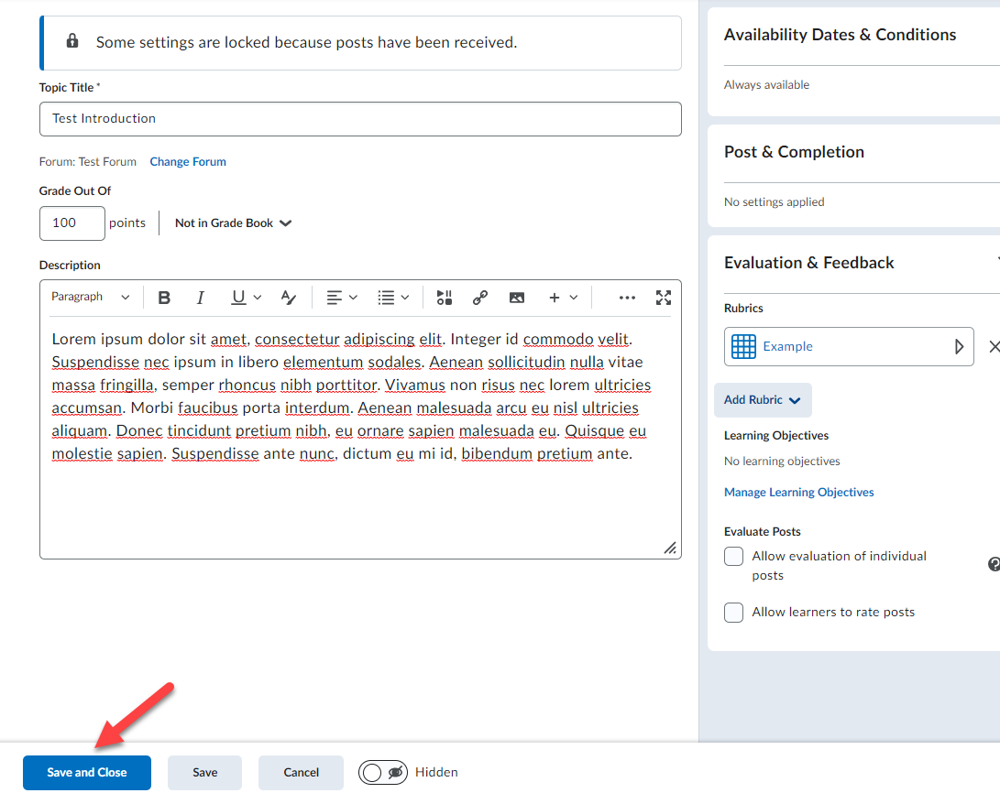 Some settings are locked because posts have been received.
Topic Title *
Test Introduction
Forum: Test Forum Change Forum
Grade Out Of
100 points Not in Grade Book
Description
Paragraph B I U A
Lorem ipsum dolor sit amet, consectetur adipiscing elit. Integer id commodo velit.
Suspendisse nec ipsum in libero elementum sodales. Aenean sollicitudin nulla vitae
massa fringilla, semper rhoncus nibh porttitor. Vivamus non risus nec lorem ultricies
accumsan. Morbi faucibus porta interdum. Aenean malesuada arcu eu nisl ultricies
aliquam. Donec tincidunt pretium nibh, eu ornare sapien malesuada eu. Quisque eu
molestie sapien. Suspendisse ante nunc, dictum eu mi id, bibendum pretium ante.
Save and Close Save Cancel Hidden
Availability Dates & Conditions
Always available
Post & Completion
No settings applied
Evaluation & Feedback
Rubrics
Example
Add Rubric
Learning Objectives
No learning objectives
Manage Learning Objectives
Evaluate Posts
Allow evaluation of individual
posts
Allow learners to rate posts